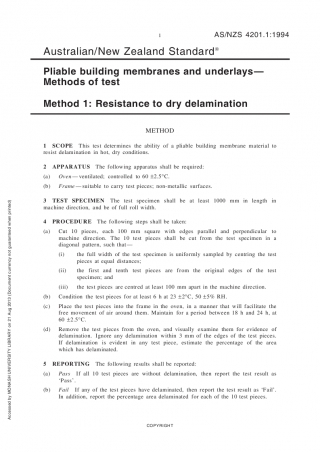 1
AS/NZS 4201.1:1994
Australian/New Zealand Standard®
Pliable building membranes and underlays—
Methods of test
Method 1: Resistance to dry delamination
METHOD
1 SCOPE This test determines the ability of a pliable building membrane material to
resist delamination in hot, dry conditions.
2 APPARATUS The following apparatus shall be required:
(a) Oven—ventilated; controlled to 60 ±2.5°C.
(b) Frame—suitable to carry test pieces; non-metallic surfaces.
3 TEST SPECIMEN The test specimen shall be at least 1000 mm in length in
machine direction, and be of full roll width.
4 PROCEDURE The following steps shall be taken:
(a) Cut 10 pieces, each 100 mm square with edges parallel and perpendicular to
machine direction. The 10 test pieces shall be cut from the test specimen in a
diagonal pattern, such that—
(i) the full width of the test specimen is uniformly sampled by centring the test
pieces at equal distances;
(ii) the first and tenth test pieces are from the original edges of the test
specimen; and
(iii) the test pieces are centred at least 100 mm apart in the machine direction.
(b) Condition the test pieces for at least 6 h at 23 ±2°C, 50 ±5% RH.
(c) Place the test pieces into the frame in the oven, in a manner that will facilitate the
free movement of air around them. Maintain for a period between 18 h and 24 h, at
60 ±2.5°C.
(d) Remove the test pieces from the oven, and visually examine them for evidence of
delamination. Ignore any delamination within 3 mm of the edges of the test pieces.
If delamination is evident in any test piece, estimate the percentage of the area
which has delaminated.
5 REPORTING The following results shall be reported:
(a) Pass If all 10 test pieces are without delamination, then report the test result as
‘Pass’.
(b) Fail If any of the test pieces have delaminated, then report the test result as ‘Fail’.
In addition, report the percentage area delaminated for each of the 10 test pieces.
COPYRIGHT
Accessed by MONASH UNIVERSITY LIBRARY on 21 Aug 2013 (Document currency not guaranteed when printed)